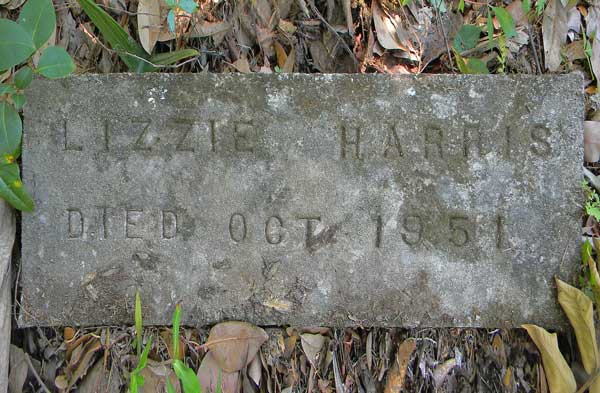 LIZZIE HARRIS
DIED OCT 1951